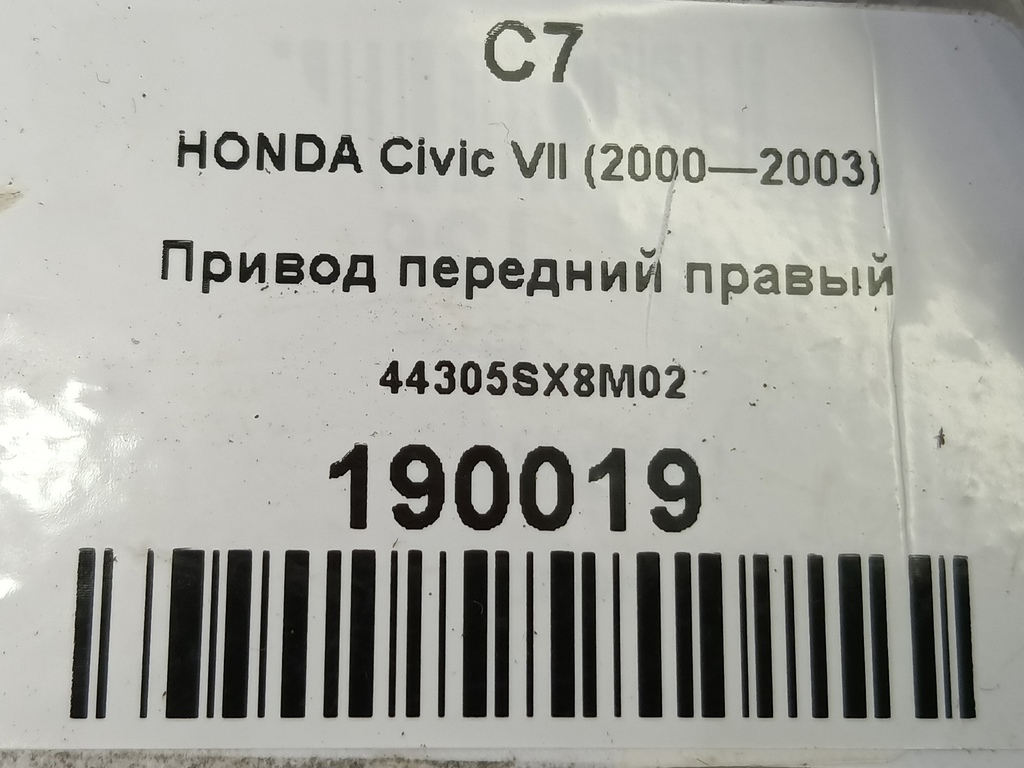 C7
HONDA Civic VII (2000—2003)
Привод передний правый
44305SX8M02
190019